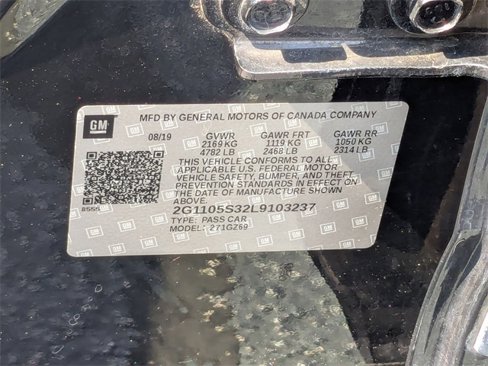 MFD BY GENERAL MOTORS OF CANADA COMPANY
GM
08/19 GVWR GAWR FRT GAWR RR
2169 KG 1119 KG 1050 KG
4782 LB 2468 LB 2314 LB
THIS VEHICLE CONFORMS TO ALL
APPLICABLE U.S. FEDERAL MOTOR
VEHICLE SAFETY, BUMPER, AND THEFT
PREVENTION STANDARDS IN EFFECT ON
THE DATE OF MANUFACTURE SHOWN
ABOVE.
2G1105S32L9103237
TYPE: PASS CAR
MODEL: 271GZ69